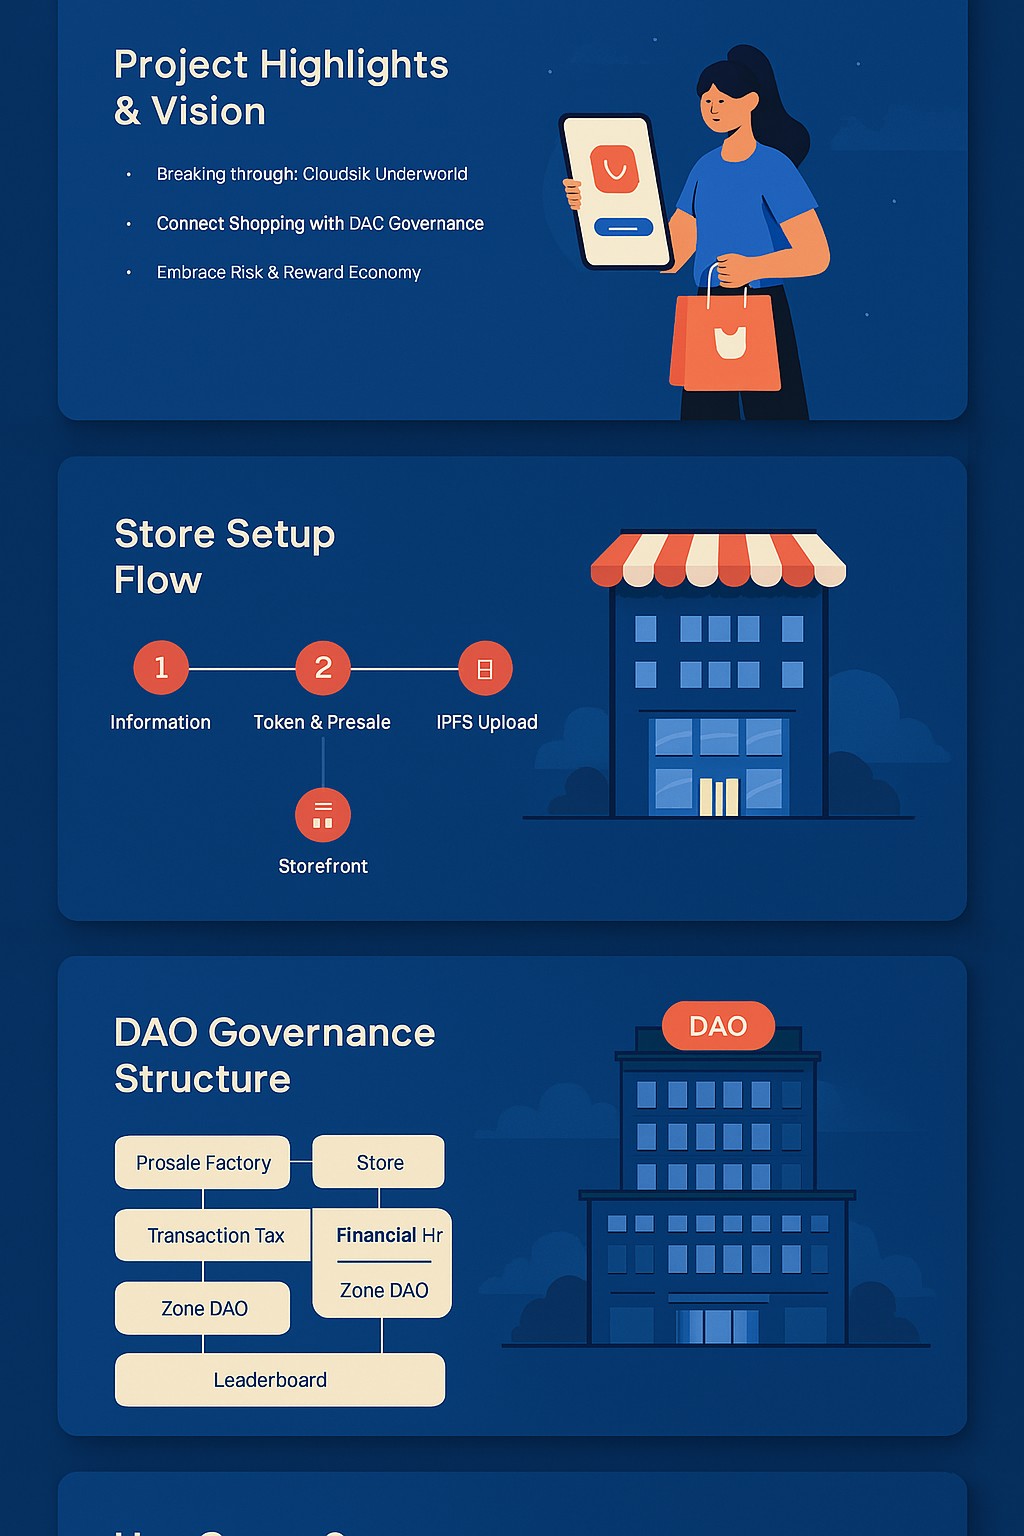 Project Highlights
& Vision
• Breaking through: Cloudsik Underworld
• Connect Shopping with DAC Governance
• Embrace Risk & Reward Economy
Store Setup
Flow
1
2
Information
Token & Presale
IPFS Upload
Storefront
DAO Governance
Structure
DAO
Prosale Factory
Store
Transaction Tax
Financial Hr
Zone DAO
Zone DAO
Leaderboard